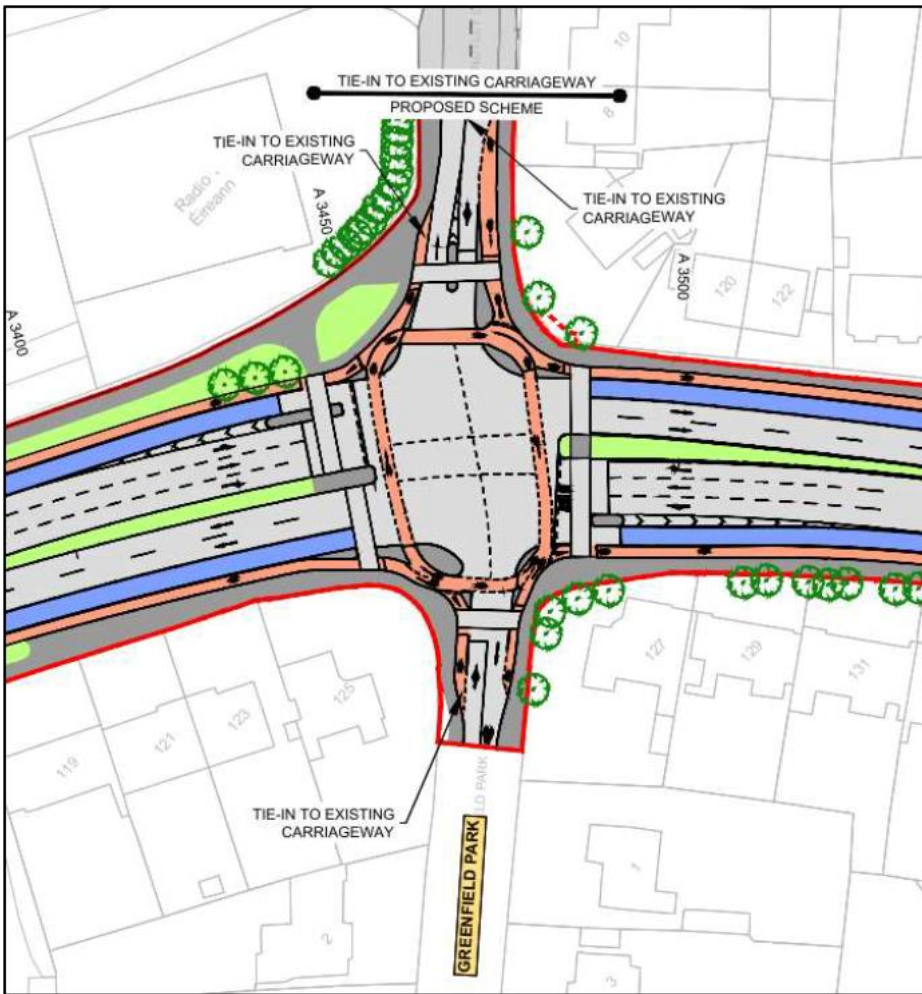 10
TIE-IN TO EXISTING CARRIAGEWAY
PROPOSED SCHEME
8
TIE-IN TO EXISTING
CARRIAGEWAY
Radio
Éireann
A 3450
TIE-IN TO EXISTING
CARRIAGEWAY
A 3500
120
122
A 3400
127
129
131
125
123
121
119
TIE-IN TO EXISTING
CARRIAGEWAY
LD PARK
GREENFIELD PARK
1
2
3